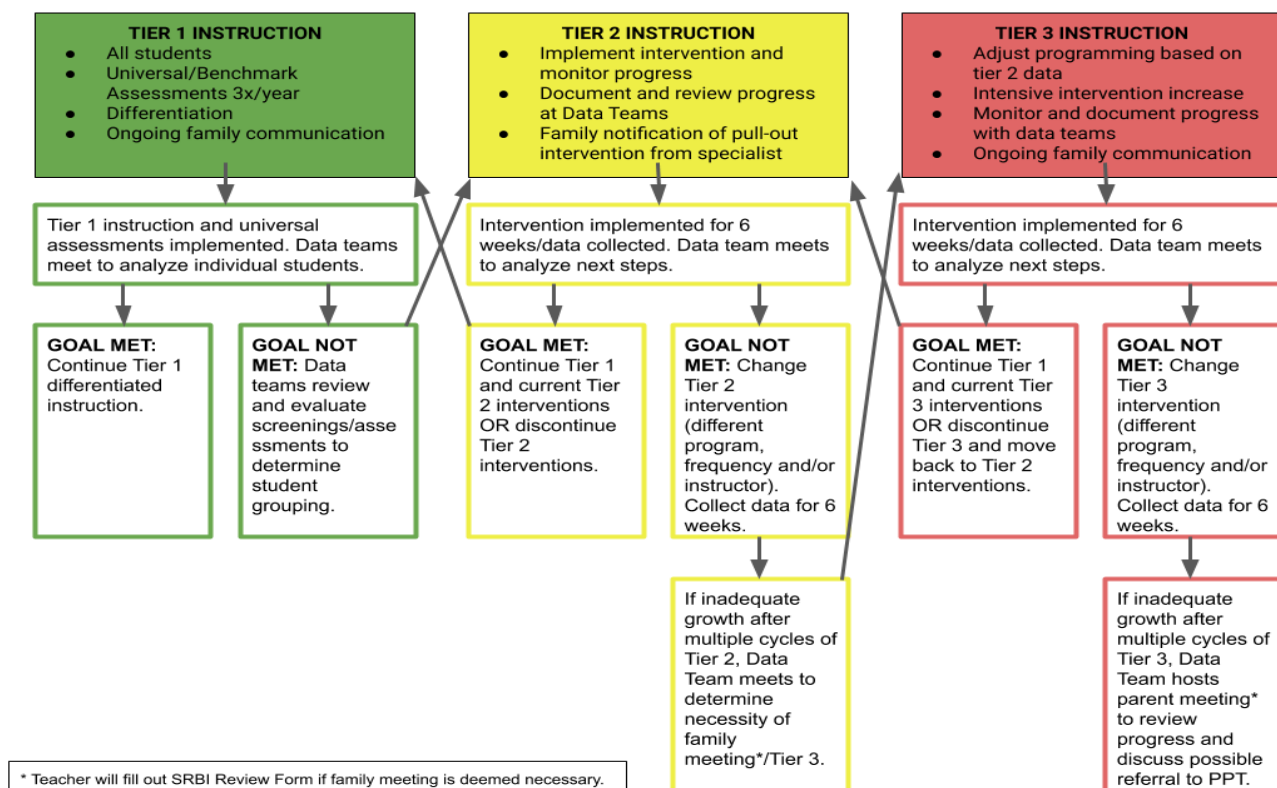 TIER 1 INSTRUCTION
● All students
● Universal/Benchmark
Assessments 3x/year
● Differentiation
● Ongoing family communication
TIER 2 INSTRUCTION
● Implement intervention and
monitor progress
● Document and review progress
at Data Teams
● Family notification of pull-out
intervention from specialist
TIER 3 INSTRUCTION
● Adjust programming based on
tier 2 data
● Intensive intervention increase
● Monitor and document progress
with data teams
● Ongoing family communication
Tier 1 instruction and universal
assessments implemented. Data teams
meet to analyze individual students.
Intervention implemented for 6
weeks/data collected. Data team meets
to analyze next steps.
Intervention implemented for 6
weeks/data collected. Data team meets
to analyze next steps.
GOAL MET:
Continue Tier 1
differentiated
instruction.
GOAL NOT
MET: Data
teams review
and evaluate
screenings/asse
ssments to
determine
student
grouping.
GOAL MET:
Continue Tier 1
and current Tier
2 interventions
OR discontinue
Tier 2
interventions.
GOAL NOT
MET: Change
Tier 2
intervention
(different
program,
frequency and/or
instructor).
Collect data for 6
weeks.
GOAL MET:
Continue Tier 1
and current Tier
3 interventions
OR discontinue
Tier 3 and move
back to Tier 2
interventions.
GOAL NOT
MET: Change
Tier 3
intervention
(different
program,
frequency and/or
instructor).
Collect data for 6
weeks.
If inadequate
growth after
multiple cycles of
Tier 2, Data
Team meets to
determine
necessity of
family
meeting*/Tier 3.
If inadequate
growth after
multiple cycles of
Tier 3, Data
Team hosts
parent meeting*
to review
progress and
discuss possible
referral to PPT.
* Teacher will fill out SRBI Review Form if family meeting is deemed necessary.